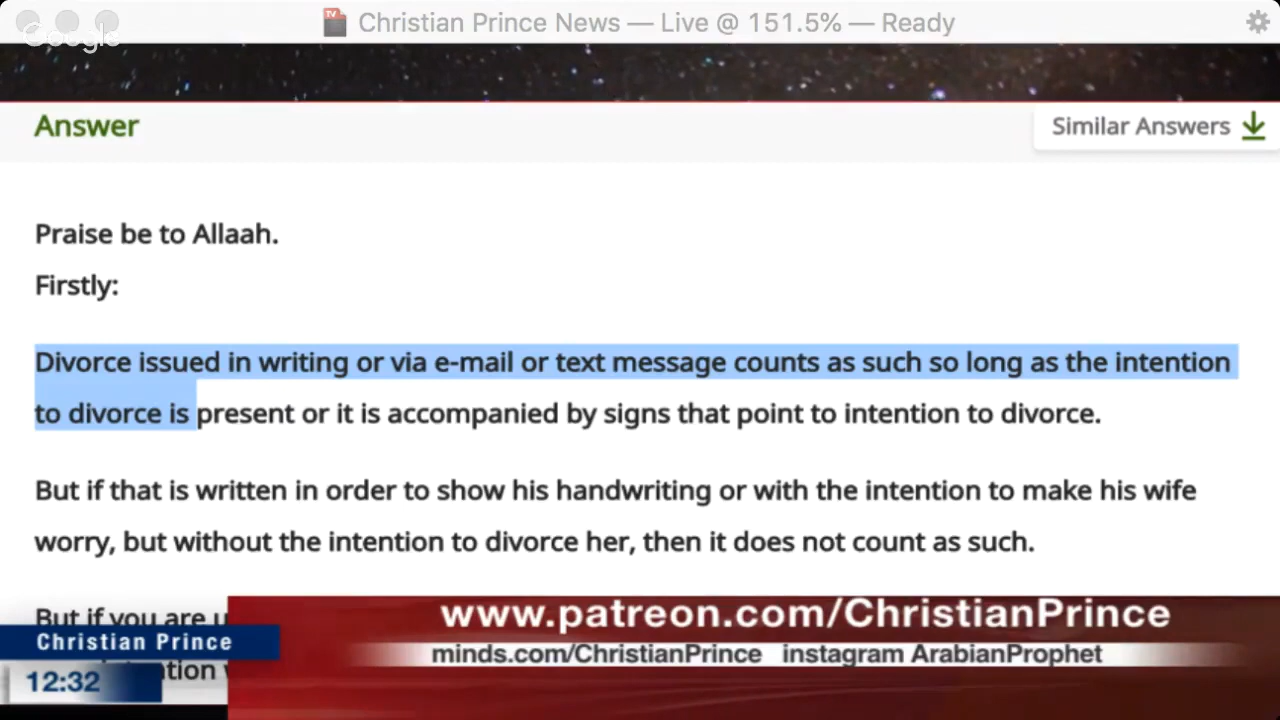 Christian Prince News — Live @ 151.5% — Ready
Google
Answer
Similar Answers
Praise be to Allaah.
Firstly:
Divorce issued in writing or via e-mail or text message counts as such so long as the intention
to divorce is present or it is accompanied by signs that point to intention to divorce.
But if that is written in order to show his handwriting or with the intention to make his wife
worry, but without the intention to divorce her, then it does not count as such.
But if you are
www.patreon.com/ChristianPrince
Christian Prince
minds.com/ChristianPrince instagram ArabianProphet
12:32